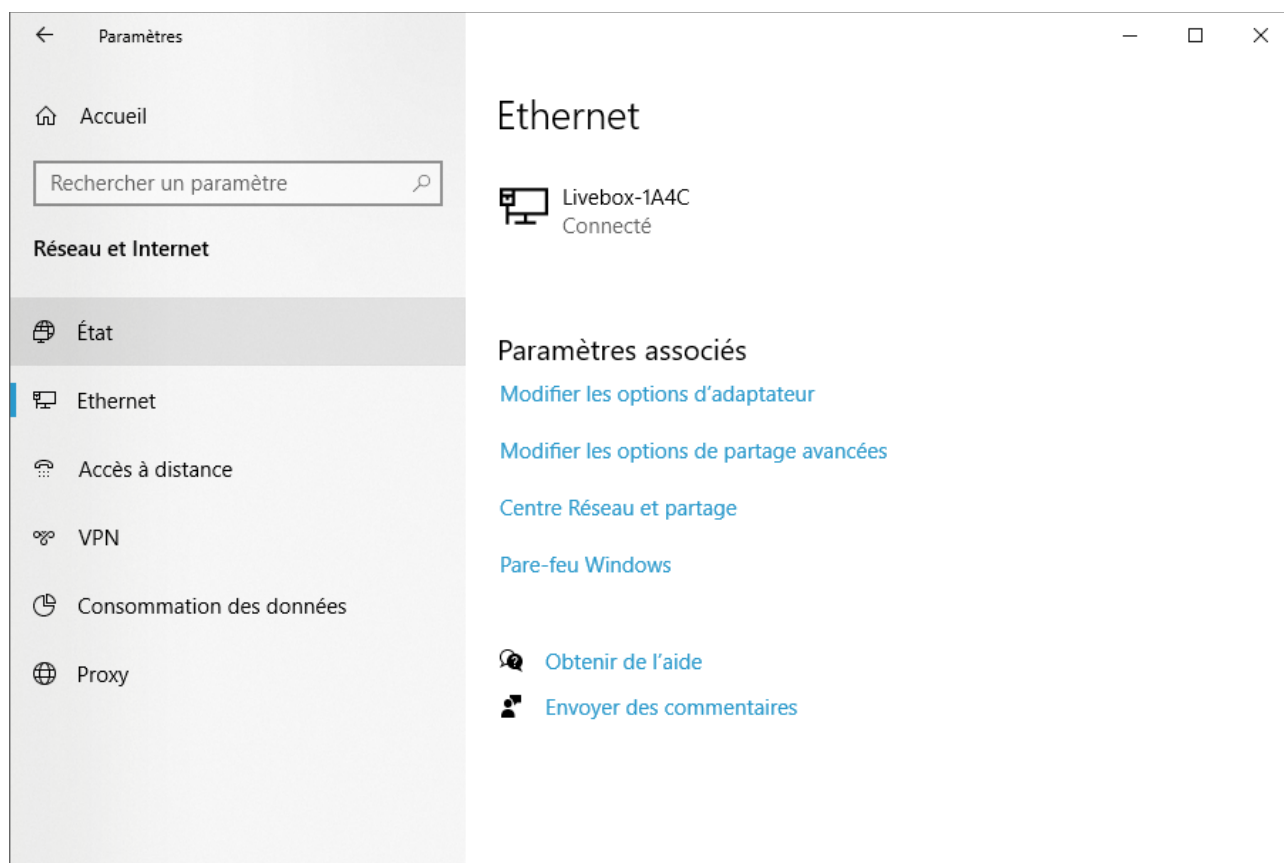 Paramètres
Accueil
Rechercher un paramètre
Réseau et Internet
État
Ethernet
Accès à distance
VPN
Consommation des données
Proxy
Ethernet
Livebox-1A4C
Connecté
Paramètres associés
Modifier les options d’adaptateur
Modifier les options de partage avancées
Centre Réseau et partage
Pare-feu Windows
Obtenir de l’aide
Envoyer des commentaires